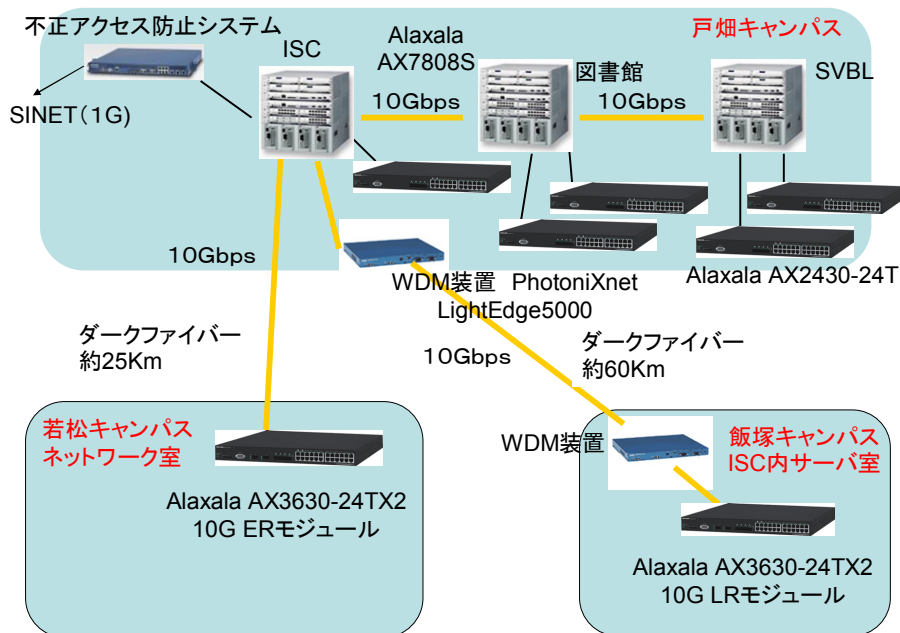 不正アクセス防止システム
ISC
Alaxala
AX7808S
戸畑キャンパス
図書館
SVBL
10Gbps
10Gbps
SINET(1G)
10Gbps
WDM装置 PhotoniXnet
LightEdge5000
Alaxala AX2430-24T
ダークファイバー
約25Km
10Gbps
ダークファイバー
約60Km
若松キャンパス
ネットワーク室
Alaxala AX3630-24TX2
10G ERモジュール
WDM装置
飯塚キャンパス
ISC内サーバ室
Alaxala AX3630-24TX2
10G LRモジュール